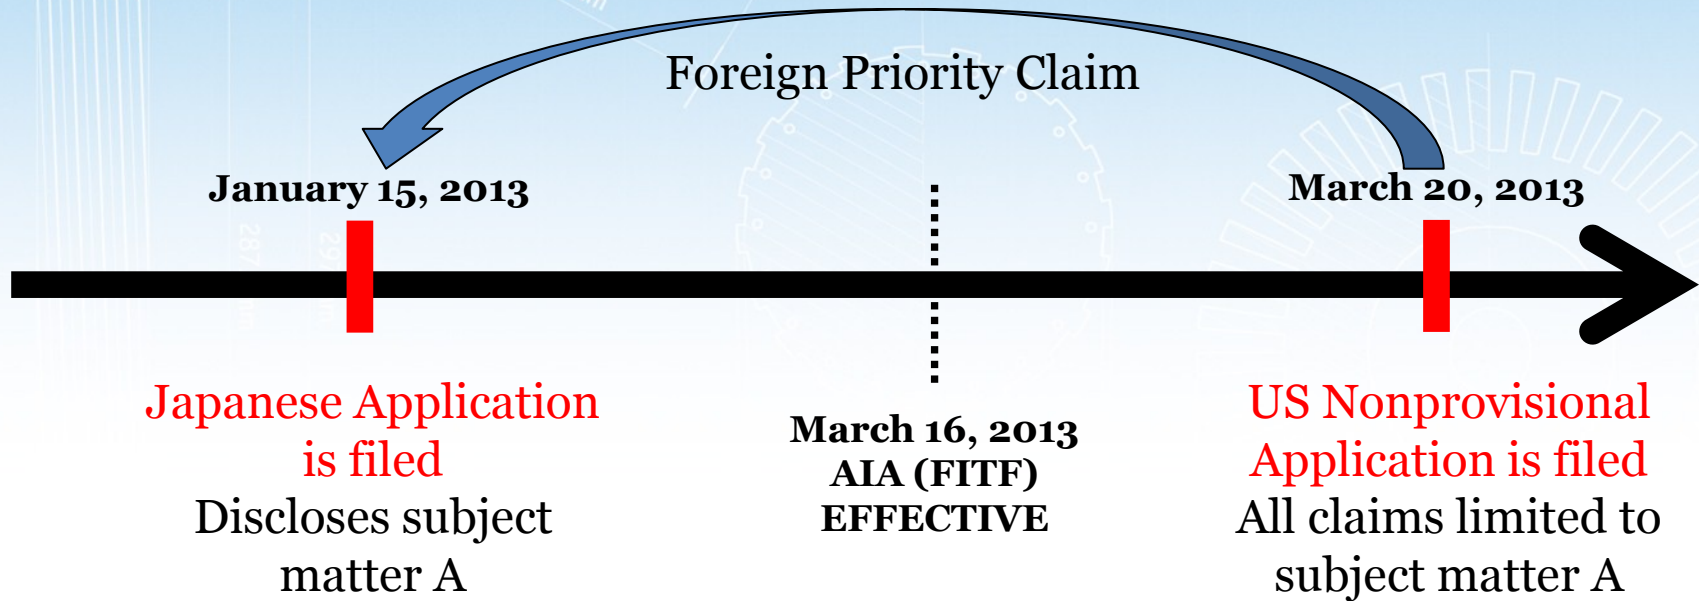 Foreign Priority Claim
January 15, 2013
March 20, 2013
Japanese Application
is filed
Discloses subject
matter A
March 16, 2013
AIA (FITF)
EFFECTIVE
US Nonprovisional
Application is filed
All claims limited to
subject matter A